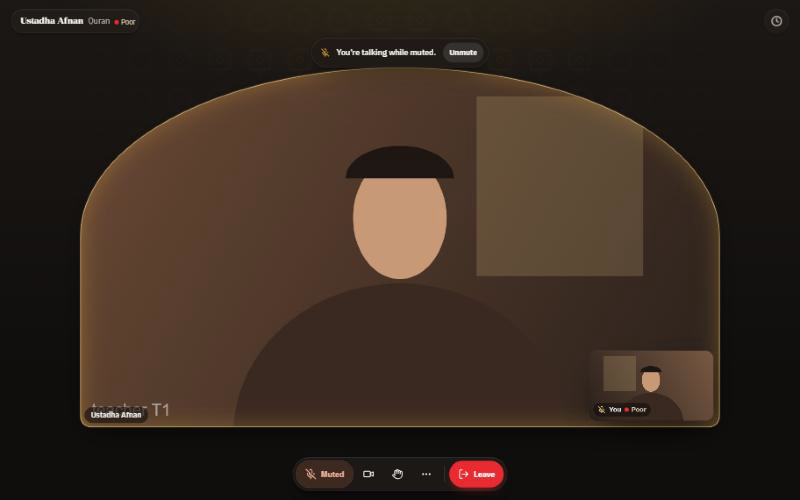 Ustadha Afnan Quran Poor
You're talking while muted. Unmute
teacher T1
Ustadha Afnan
You Poor
Muted
Leave